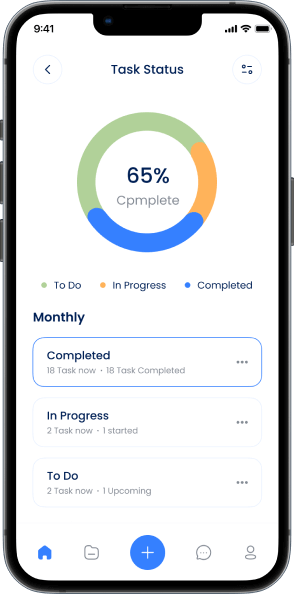 9:41
Task Status
65%
Cpmplete
To Do In Progress Completed
Monthly
Completed
18 Task now • 18 Task Completed
In Progress
2 Task now • 1 started
To Do
2 Task now • 1 Upcoming